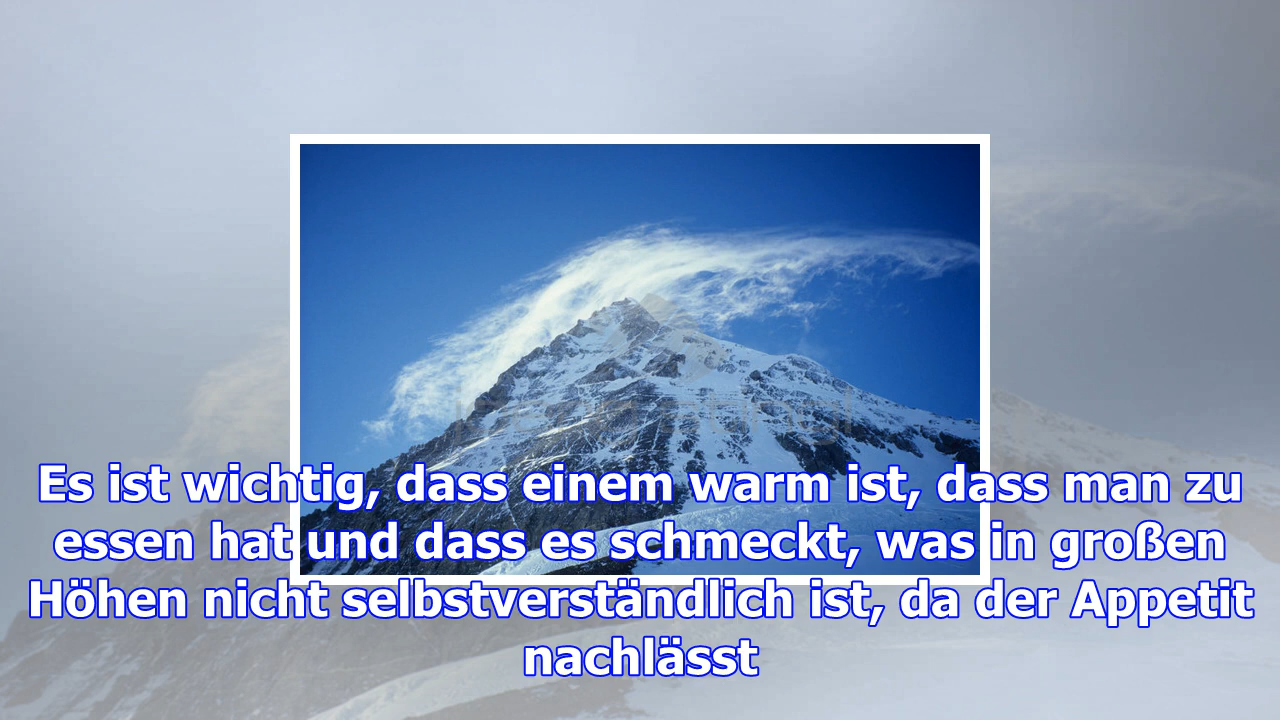 Es ist wichtig, dass einem warm ist, dass man zu
essen hat und dass es schmeckt, was in großen
Höhen nicht selbstverständlich ist, da der Appetit
nachlässt